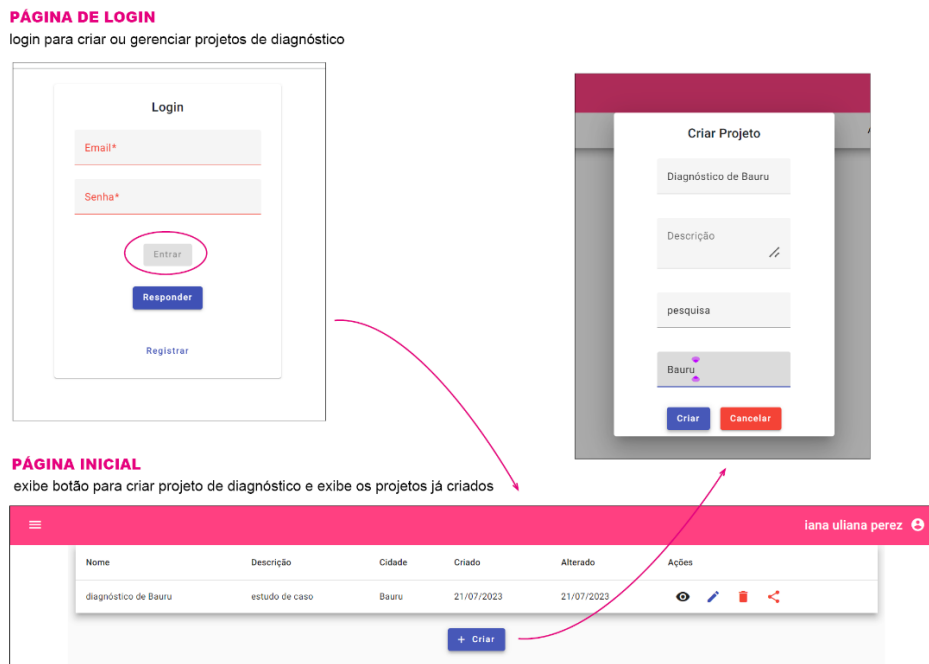 PÁGINA DE LOGIN
login para criar ou gerenciar projetos de diagnóstico
Login
Email*
Senha*
Entrar
Responder
Registrar
Criar Projeto
Diagnóstico de Bauru
Descrição
pesquisa
Bauru
Criar
Cancelar
PÁGINA INICIAL
exibe botão para criar projeto de diagnóstico e exibe os projetos já criados
iana uliana perez
Nome Descrição Cidade Criado Alterado Ações
diagnóstico de Bauru estudo de caso Bauru 21/07/2023 21/07/2023
+ Criar